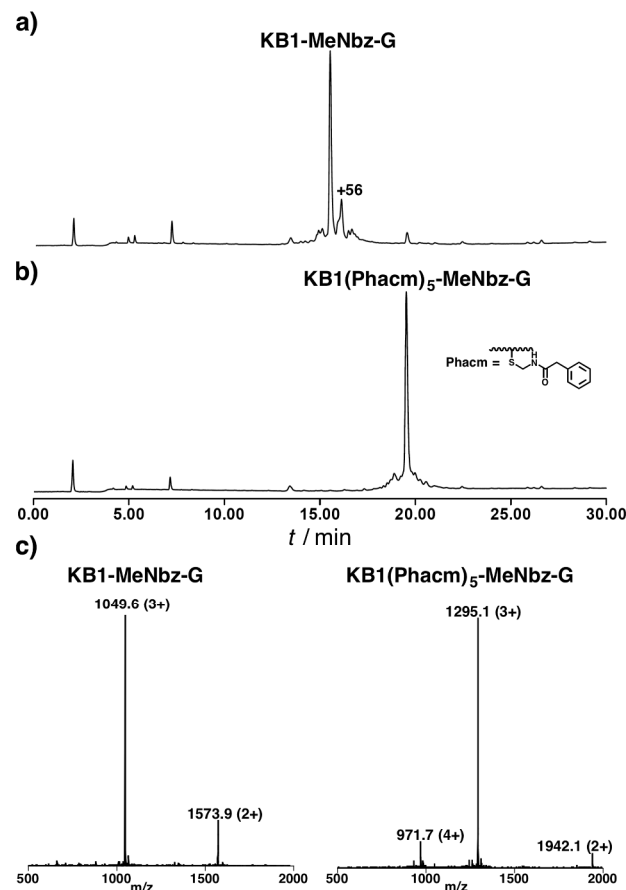 a)
KB1-MeNbz-G
+56
b)
KB1(Phacm)5-MeNbz-G
Phacm =
S
H
N
O
0.00 5.00 10.00 15.00 20.00 25.00 30.00
t / min
c)
KB1-MeNbz-G
KB1(Phacm)5-MeNbz-G
1049.6 (3+)
1295.1 (3+)
1573.9 (2+)
971.7 (4+)
1942.1 (2+)
500 1000 1500 2000
500 1000 1500 2000
m/z
m/z